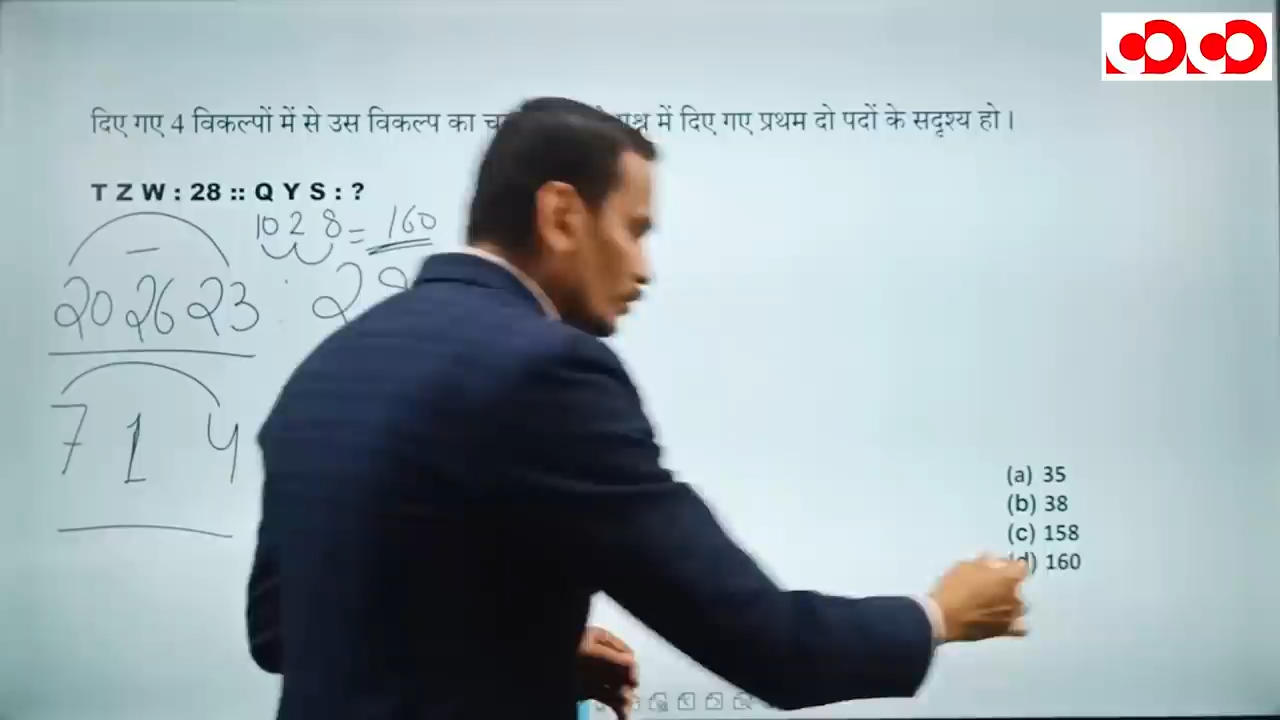 दिए गए 4 विकल्पों में से उस विकल्प का में दिए गए प्रथम दो पदों के सदृश्य हो ।
T Z W : 28 :: Q Y S : ?
10 2 8 = 160
20 26 23 : 28
7 1 4
(a) 35
(b) 38
(c) 158
(d) 160